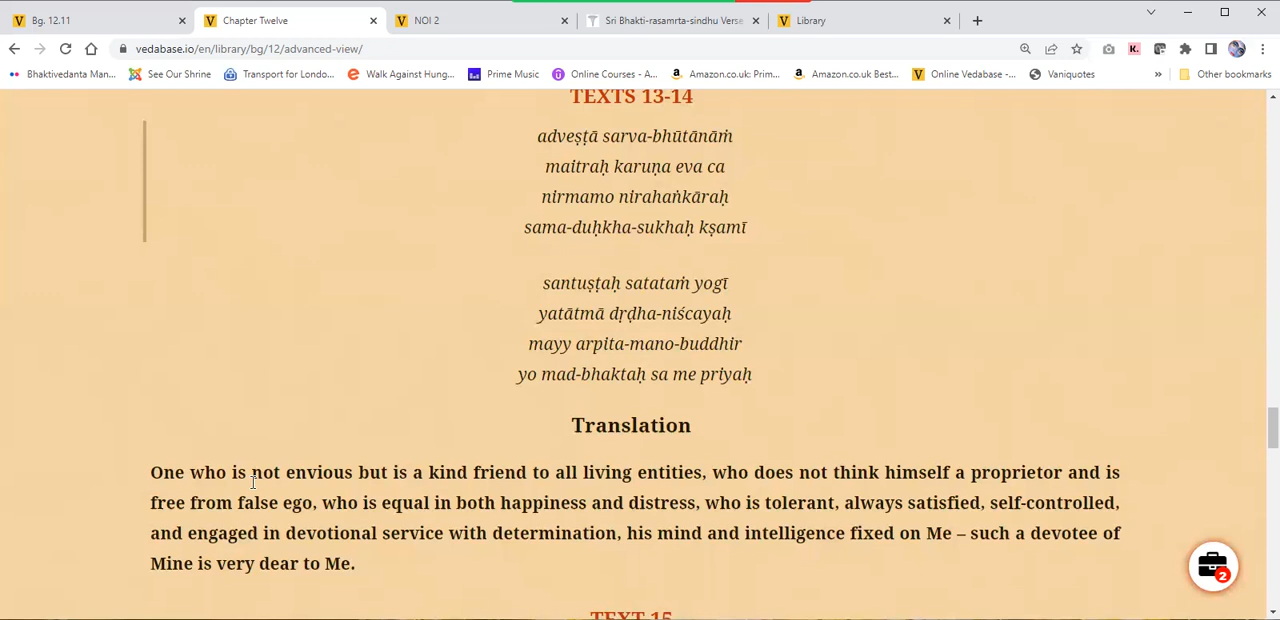 Bg. 12.11
Chapter Twelve
NOI 2
Sri Bhakti-rasamrta-sindhu Verse
Library
vedabase.io/en/library/bg/12/advanced-view/
Bhaktivedanta Man...
See Our Shrine
Transport for Londo...
Walk Against Hung...
Prime Music
Online Courses - A...
Amazon.co.uk: Prim...
Amazon.co.uk Best...
Online Vedabase -...
Vaniquotes
»
Other bookmarks
TEXTS 13-14
adveṣṭā sarva-bhūtānāṁ
maitraḥ karuṇa eva ca
nirmamo nirahaṅkāraḥ
sama-duḥkha-sukhaḥ kṣamī
santuṣṭaḥ satataṁ yogī
yatātmā dṛḍha-niścayaḥ
mayy arpita-mano-buddhir
yo mad-bhaktaḥ sa me priyaḥ
Translation
One who is not envious but is a kind friend to all living entities, who does not think himself a proprietor and is
free from false ego, who is equal in both happiness and distress, who is tolerant, always satisfied, self-controlled,
and engaged in devotional service with determination, his mind and intelligence fixed on Me – such a devotee of
Mine is very dear to Me.
2
TEXT 15